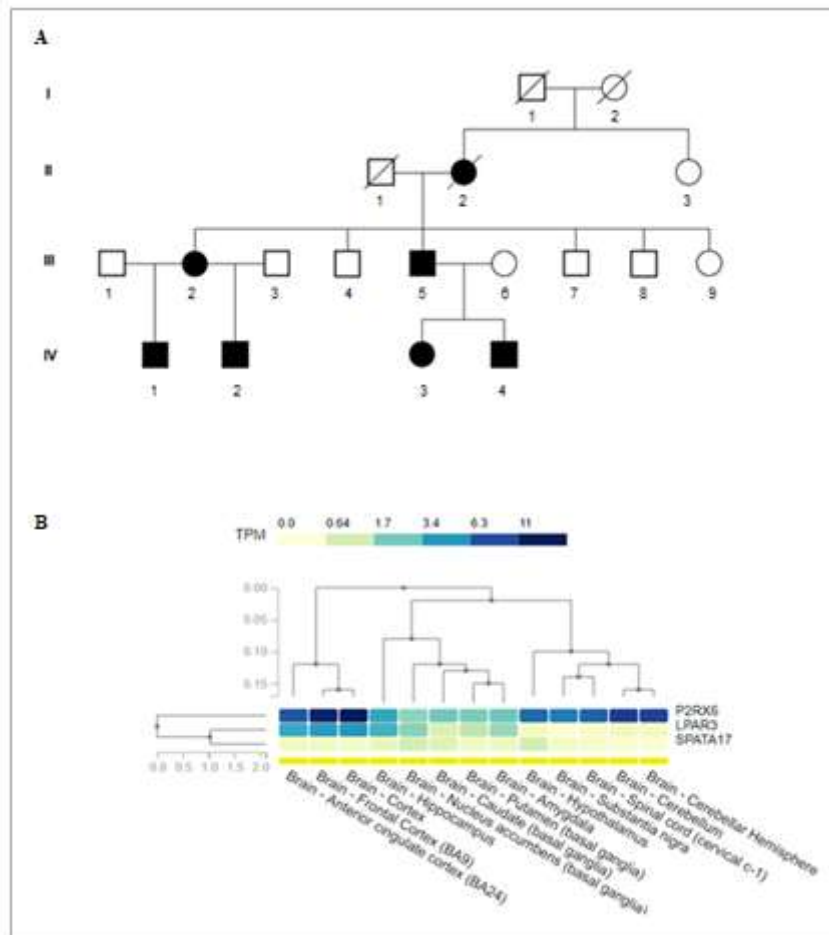 A
I
1 2
II
1 2 3
III
1 2 3 4 5 6 7 8 9
IV
1 2 3 4
B
0.0 0.64 1.7 3.4 6.3 11
TPM
0.00
0.05
0.10
0.15
P2RX6
LPAR3
SPATA17
0.0 0.5 1.0 1.5 2.0
Brain - Anterior cingulate cortex (BA24)
Brain - Frontal Cortex (BA9)
Brain - Cortex
Brain - Hippocampus
Brain - Nucleus accumbens (basal ganglia)
Brain - Caudate (basal ganglia)
Brain - Putamen (basal ganglia)
Brain - Amygdala
Brain - Hypothalamus
Brain - Substantia nigra
Brain - Spinal cord (cervical c-1)
Brain - Cerebellum
Brain - Cerebellar Hemisphere